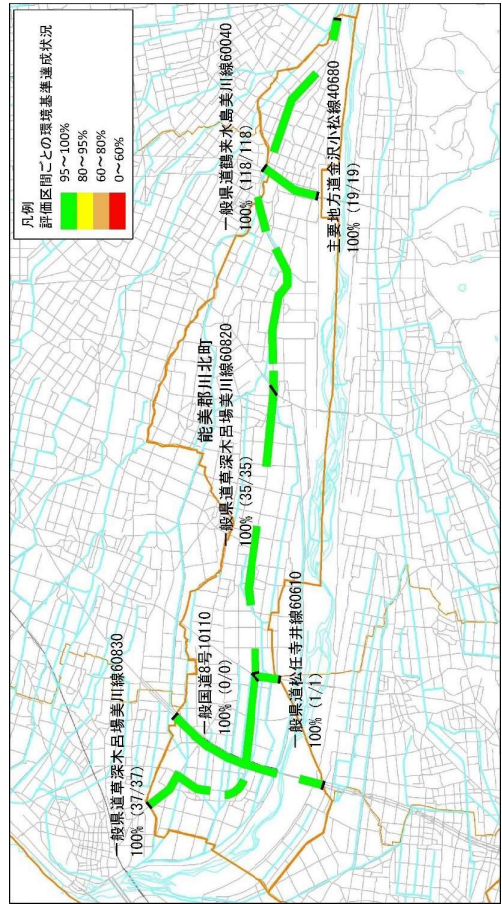 凡例
評価区間ごとの環境基準達成状況
95～100%
80～95%
60～80%
0～60%
一般県道草深木呂場美川線60830
100% (37/37)
一般国道8号10110
100% (0/0)
一般県道松任寺井線60610
100% (1/1)
能美郡川北町
一般県道草深木呂場美川線60820
100% (35/35)
一般県道鶴来水島美川線60040
100% (118/118)
主要地方道金沢小松線40680
100% (19/19)